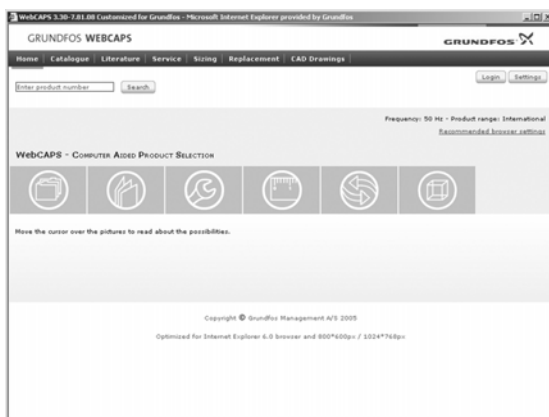 WebCAPS 3.30-7.81.08 Customized for Grundfos - Microsoft Internet Explorer provided by Grundfos
GRUNDFOS WEBCAPS
GRUNDFOS
Home Catalogue Literature Service Sizing Replacement CAD Drawings
Login Settings
Enter product number Search
Frequency: 50 Hz - Product range: International
Recommended browser settings
WebCAPS - Computer Aided Product Selection
Move the cursor over the pictures to read about the possibilities.
Copyright © Grundfos Management A/S 2005
Optimized for Internet Explorer 6.0 browser and 800*600px / 1024*768px